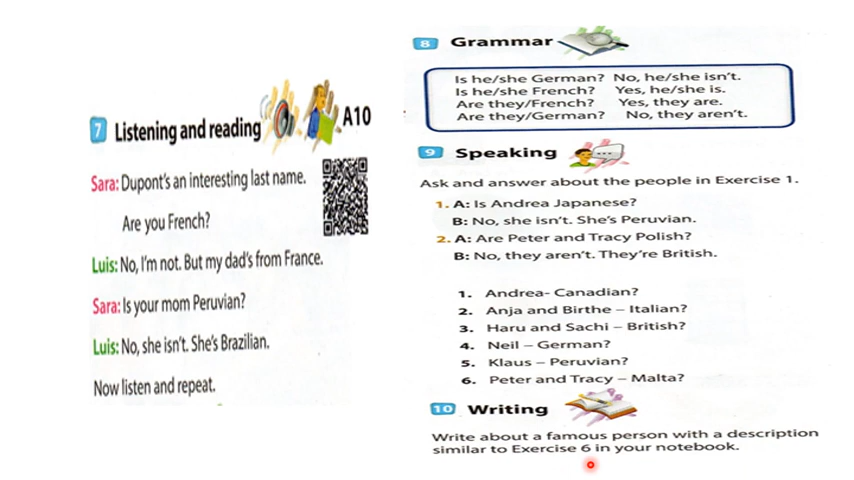 7 Listening and reading A10
Sara: Dupont's an interesting last name.
Are you French?
Luis: No, I'm not. But my dad's from France.
Sara: Is your mom Peruvian?
Luis: No, she isn't. She's Brazilian.
Now listen and repeat.
8 Grammar
Is he/she German? No, he/she isn't.
Is he/she French? Yes, he/she is.
Are they/French? Yes, they are.
Are they/German? No, they aren't.
9 Speaking
Ask and answer about the people in Exercise 1.
1. A: Is Andrea Japanese?
B: No, she isn't. She's Peruvian.
2. A: Are Peter and Tracy Polish?
B: No, they aren't. They're British.
1. Andrea- Canadian?
2. Anja and Birthe – Italian?
3. Haru and Sachi – British?
4. Neil – German?
5. Klaus – Peruvian?
6. Peter and Tracy – Malta?
10 Writing
Write about a famous person with a description
similar to Exercise 6 in your notebook.